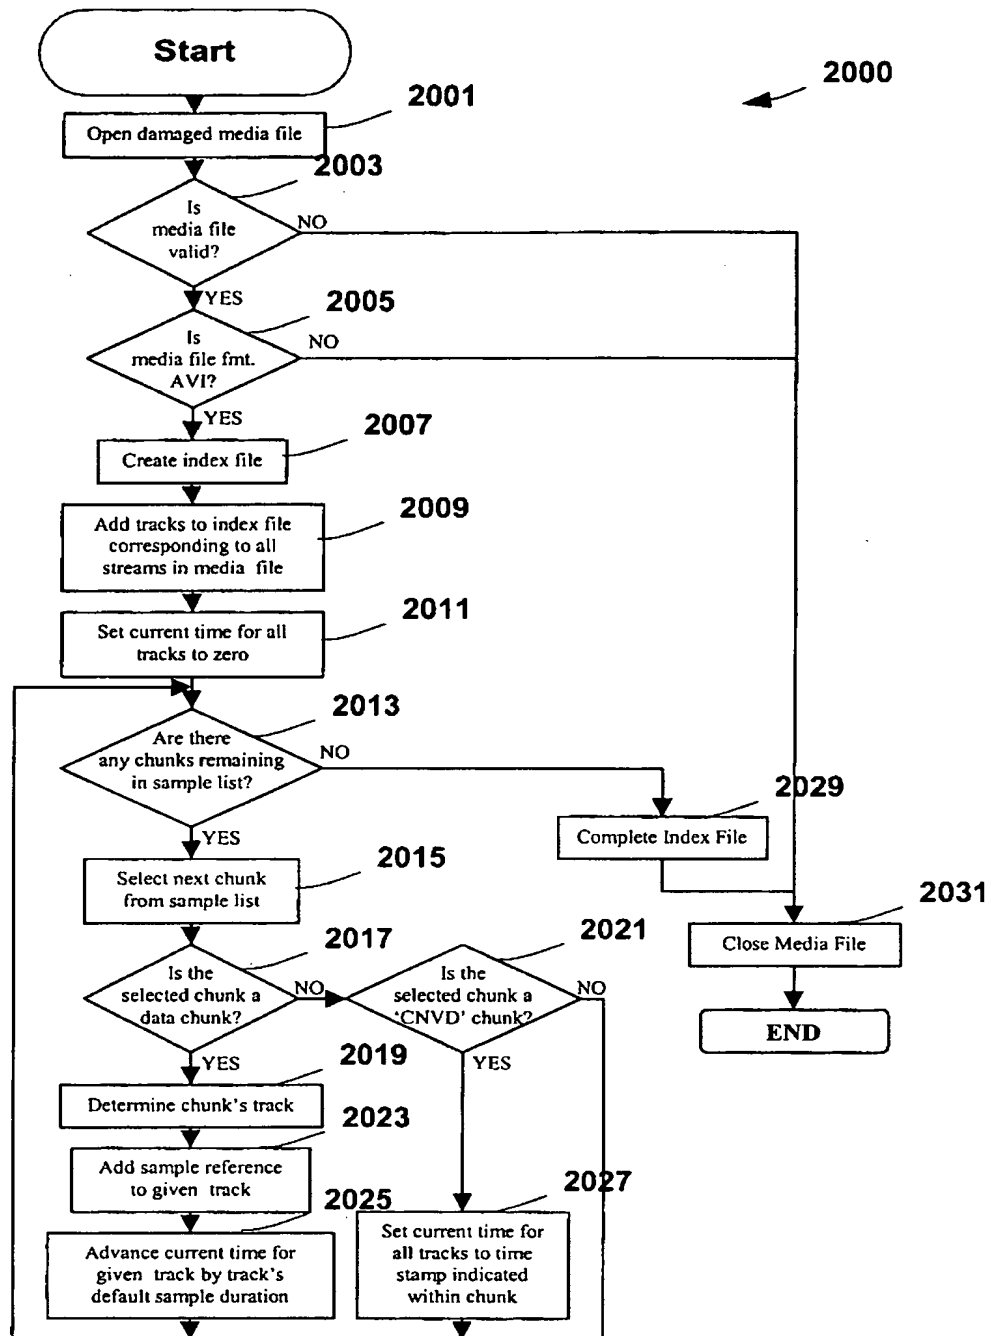 Start
2000
2001
Open damaged media file
2003
Is
media file
valid?
NO
YES
2005
Is
media file fmt.
AVI?
NO
YES
2007
Create index file
2009
Add tracks to index file
corresponding to all
streams in media file
2011
Set current time for all
tracks to zero
2013
Are there
any chunks remaining
in sample list?
NO
YES
2029
Complete Index File
2015
Select next chunk
from sample list
2031
Close Media File
END
2017
Is the
selected chunk a
data chunk?
NO
YES
2021
Is the
selected chunk a
‘CNVD’ chunk?
NO
YES
2019
Determine chunk's track
2023
Add sample reference
to given track
2025
Advance current time for
given track by track's
default sample duration
2027
Set current time for
all tracks to time
stamp indicated
within chunk